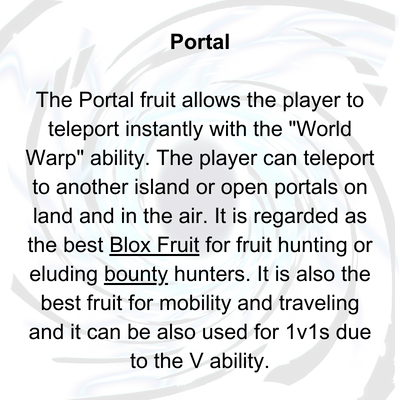 Portal
The Portal fruit allows the player to
teleport instantly with the "World
Warp" ability. The player can teleport
to another island or open portals on
land and in the air. It is regarded as
the best Blox Fruit for fruit hunting or
eluding bounty hunters. It is also the
best fruit for mobility and traveling
and it can be also used for 1v1s due
to the V ability.